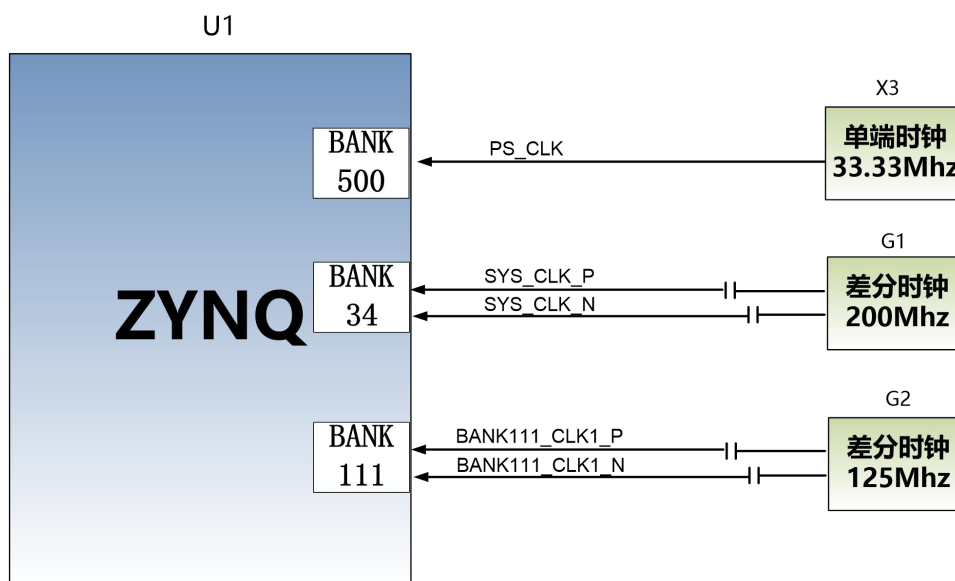 U1
ZYNQ
BANK
500
PS_CLK
X3
单端时钟
33.33Mhz
BANK
34
SYS_CLK_P
SYS_CLK_N
G1
差分时钟
200Mhz
BANK
111
BANK111_CLK1_P
BANK111_CLK1_N
G2
差分时钟
125Mhz